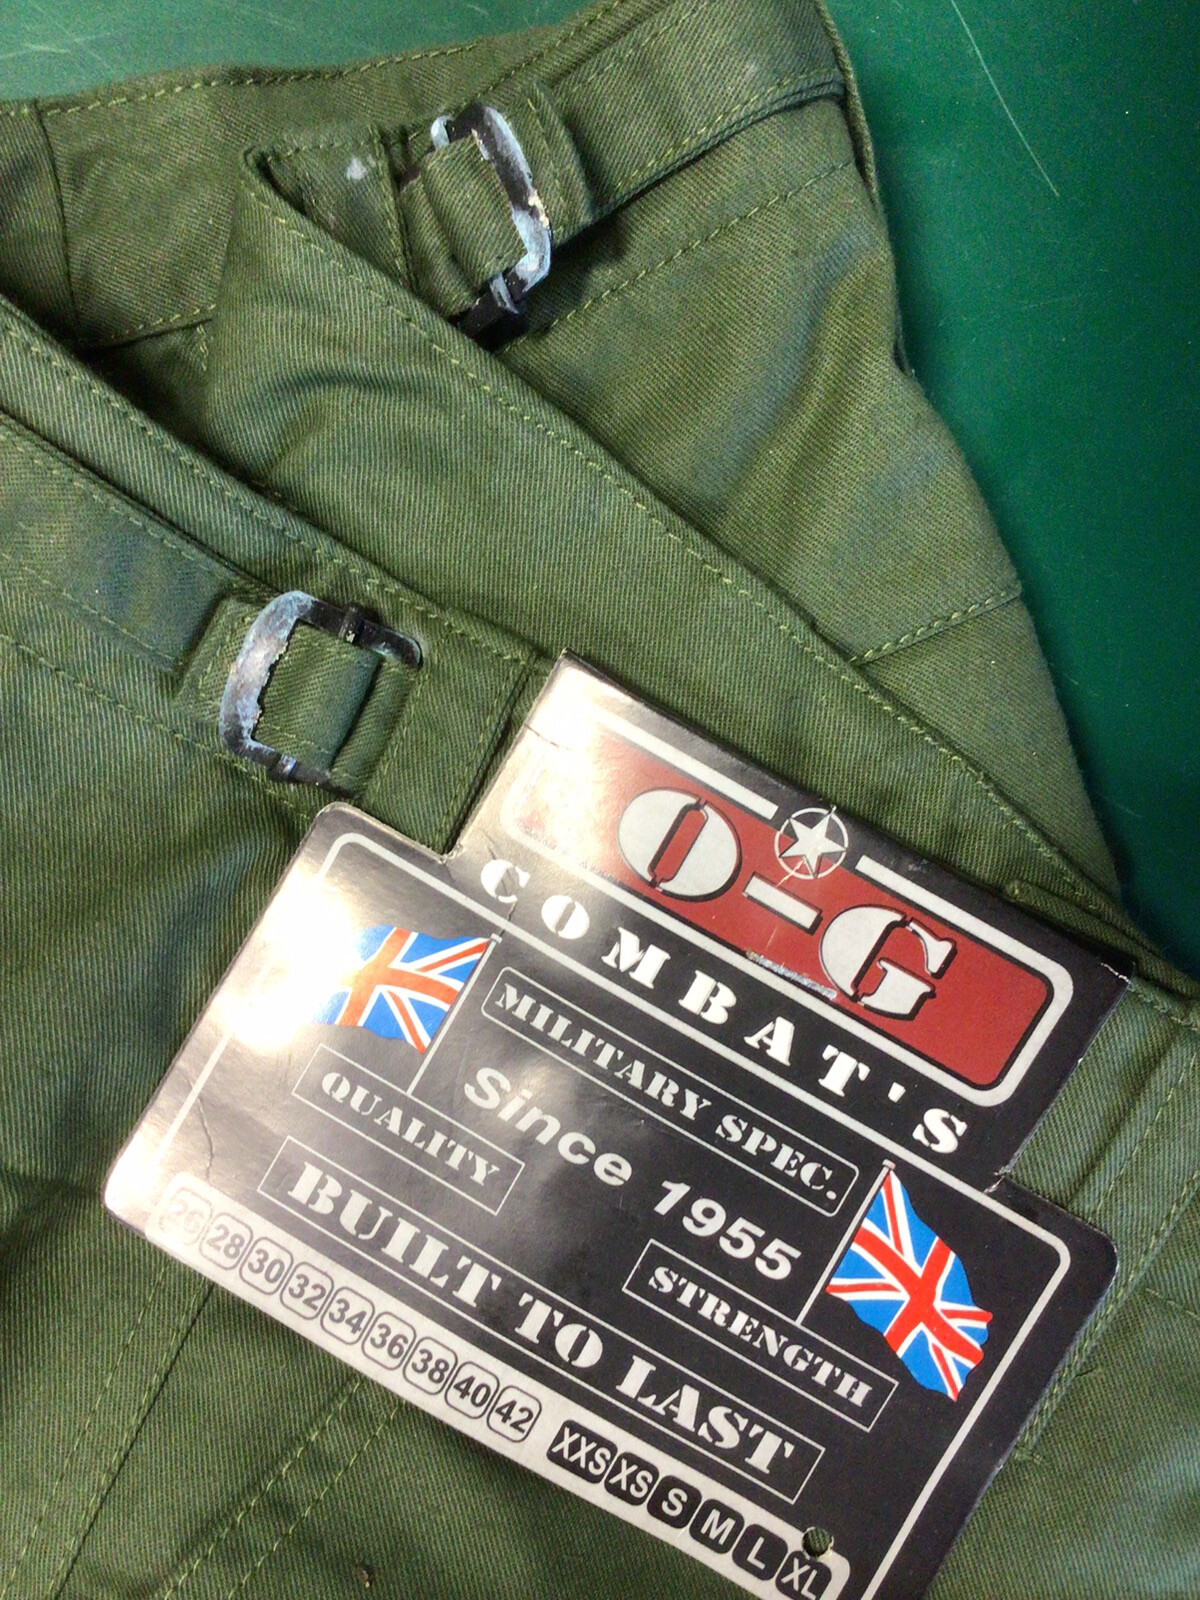 O-G
COMBAT'S
MILITARY SPEC.
Since 1955
QUALITY
STRENGTH
BUILT TO LAST
26 28 30 32 34 36 38 40 42 XXS XS S M L XL